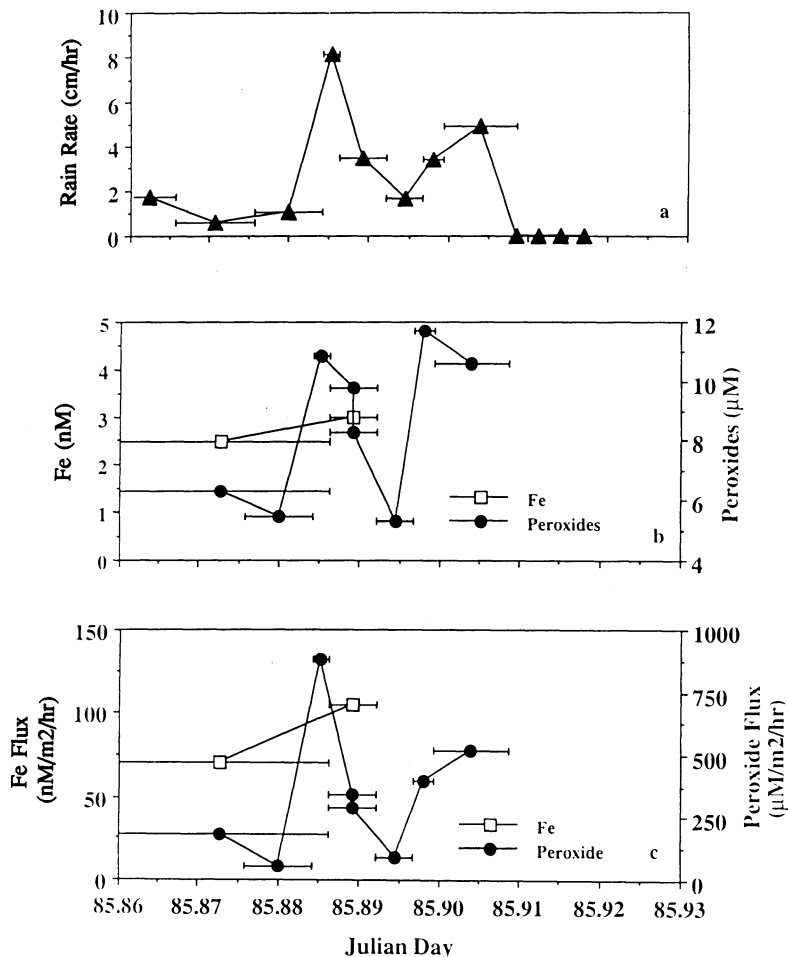 10
8
6
4
2
0
Rain Rate (cm/hr)
a
5
4
3
2
1
0
Fe (nM)
12
10
8
6
4
Peroxides (μM)
Fe
Peroxides
b
150
100
50
0
Fe Flux
(nM/m2/hr)
1000
750
500
250
0
Peroxide Flux
(μM/m2/hr)
Fe
Peroxide
c
85.86 85.87 85.88 85.89 85.90 85.91 85.92 85.93
Julian Day